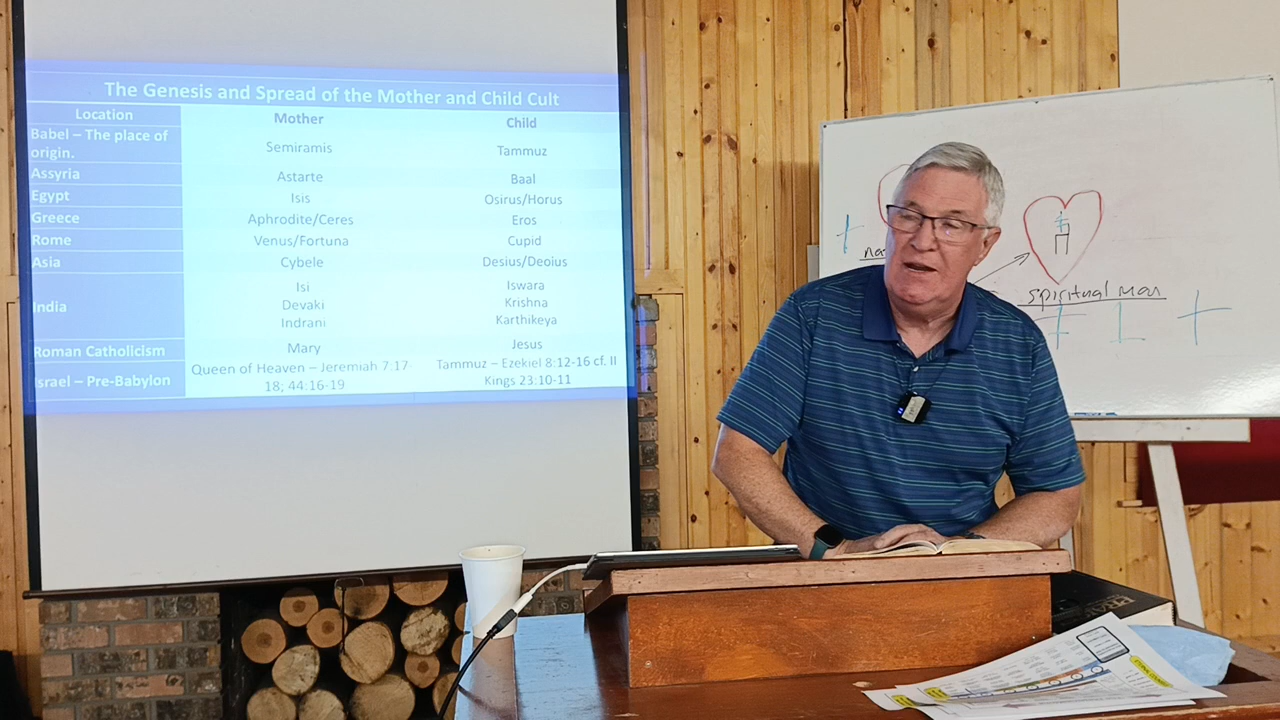 The Genesis and Spread of the Mother and Child Cult
Location Mother Child
Babel – The place of
origin. Semiramis Tammuz
Assyria Astarte Baal
Egypt Isis Osirus/Horus
Greece Aphrodite/Ceres Eros
Rome Venus/Fortuna Cupid
Asia Cybele Desius/Deoius
India Isi Iswara
Devaki Krishna
Indrani Karthikeya
Roman Catholicism Mary Jesus
Israel – Pre-Babylon Queen of Heaven – Jeremiah 7:17-
18; 44:16-19
Tammuz – Ezekiel 8:12-16 cf. II
Kings 23:10-11
spiritual man